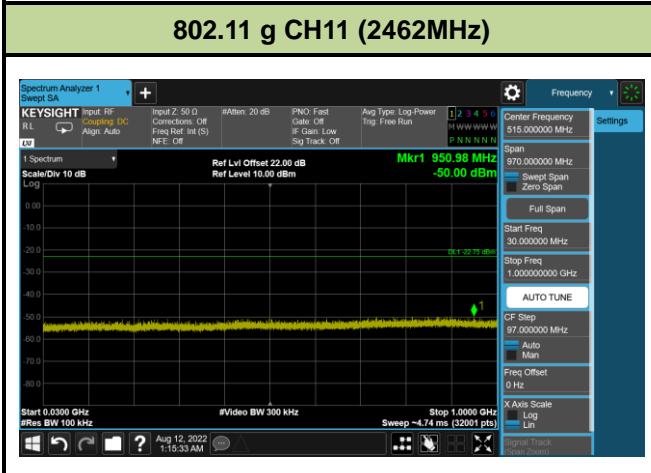 802.11 g CH11 (2462MHz)
Spectrum Analyzer 1
Swept SA
Frequency
KEYSIGHT
RL
Input: RF
Coupling: DC
Align: Auto
Input Z: 50 Ω
Corrections: Off
Freq Ref: Int (S)
NFE: Off
#Atten: 20 dB
PNO: Fast
Gate: Off
IF Gain: Low
Sig Track: Off
Avg Type: Log-Power
Trig: Free Run
1 2 3 4 5 6
M W W W W W
P N N N N N
1 Spectrum
Scale/Div 10 dB
Log
Ref Lvl Offset 22.00 dB
Ref Level 10.00 dBm
Mkr1 950.98 MHz
-50.00 dBm
0.00
-10.0
-20.0
-30.0
-40.0
-50.0
-60.0
-70.0
-80.0
DL1 -22.75 dBm
1
Start 0.0300 GHz
#Res BW 100 kHz
#Video BW 300 kHz
Stop 1.0000 GHz
Sweep ~4.74 ms (32001 pts)
Aug 12, 2022
1:15:33 AM
Center Frequency
515.000000 MHz
Settings
Span
970.000000 MHz
Swept Span
Zero Span
Full Span
Start Freq
30.000000 MHz
Stop Freq
1.000000000 GHz
AUTO TUNE
CF Step
97.000000 MHz
Auto
Man
Freq Offset
0 Hz
X Axis Scale
Log
Lin
Signal Track
(Span Zoom)